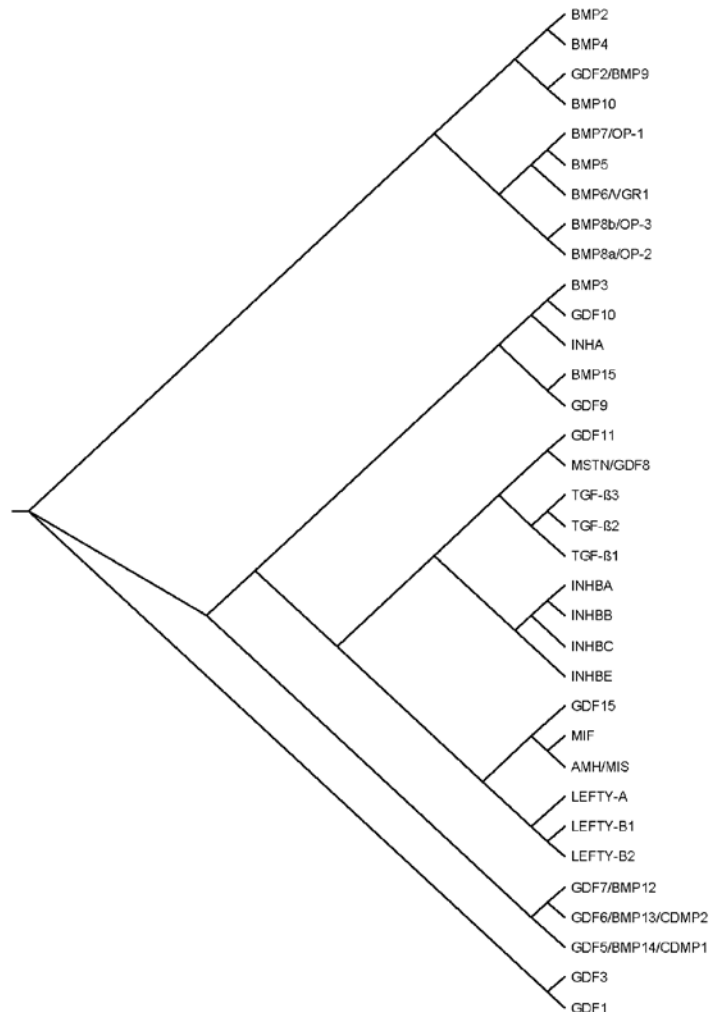 BMP2
BMP4
GDF2/BMP9
BMP10
BMP7/OP-1
BMP5
BMP6/VGR1
BMP8b/OP-3
BMP8a/OP-2
BMP3
GDF10
INHA
BMP15
GDF9
GDF11
MSTN/GDF8
TGF-ß3
TGF-ß2
TGF-ß1
INHBA
INHBB
INHBC
INHBE
GDF15
MIF
AMH/MIS
LEFTY-A
LEFTY-B1
LEFTY-B2
GDF7/BMP12
GDF6/BMP13/CDMP2
GDF5/BMP14/CDMP1
GDF3
GDF1